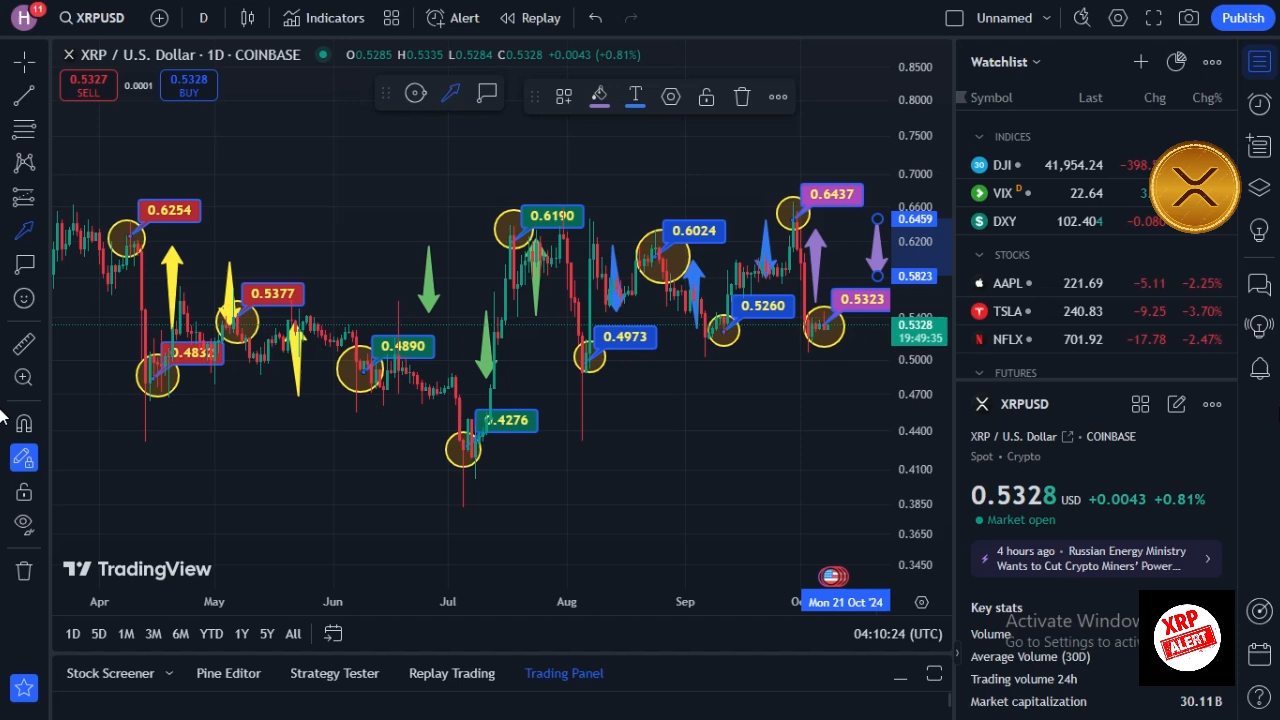 H 11 XRPUSD D Indicators Alert Replay Unnamed Publish
XRP / U.S. Dollar · 1D · COINBASE O0.5285 H0.5335 L0.5284 C0.5328 +0.0043 (+0.81%)
0.5327 SELL 0.0001 0.5328 BUY
0.6254
0.4832
0.5377
0.4890
0.4276
0.6190
0.4973
0.6024
0.5260
0.6437
0.5323
0.8500
0.8000
0.7500
0.7000
0.6600
0.6459
0.6200
0.5823
0.5400
0.5328
19:49:35
0.5000
0.4700
0.4400
0.4100
0.3850
0.3650
0.3450
TradingView
Apr May Jun Jul Aug Sep Mon 21 Oct '24
1D 5D 1M 3M 6M YTD 1Y 5Y All 04:10:24 (UTC)
Stock Screener Pine Editor Strategy Tester Replay Trading Trading Panel
Watchlist
Symbol Last Chg Chg%
INDICES
30 DJI 41,954.24
VIX D 22.64
$ DXY 102.404
STOCKS
AAPL 221.69 -5.11 -2.25%
TSLA 240.83 -9.25 -3.70%
N NFLX 701.92 -17.78 -2.47%
FUTURES
XRPUSD
XRP / U.S. Dollar COINBASE
Spot • Crypto
0.5328 USD +0.0043 +0.81%
Market open
4 hours ago • Russian Energy Ministry
Wants to Cut Crypto Miners' Power...
Key stats
Activate Window
Go to Settings to acti
Volume
Average Volume (30D)
Trading volume 24h
Market capitalization 30.11B
XRP
ALERT